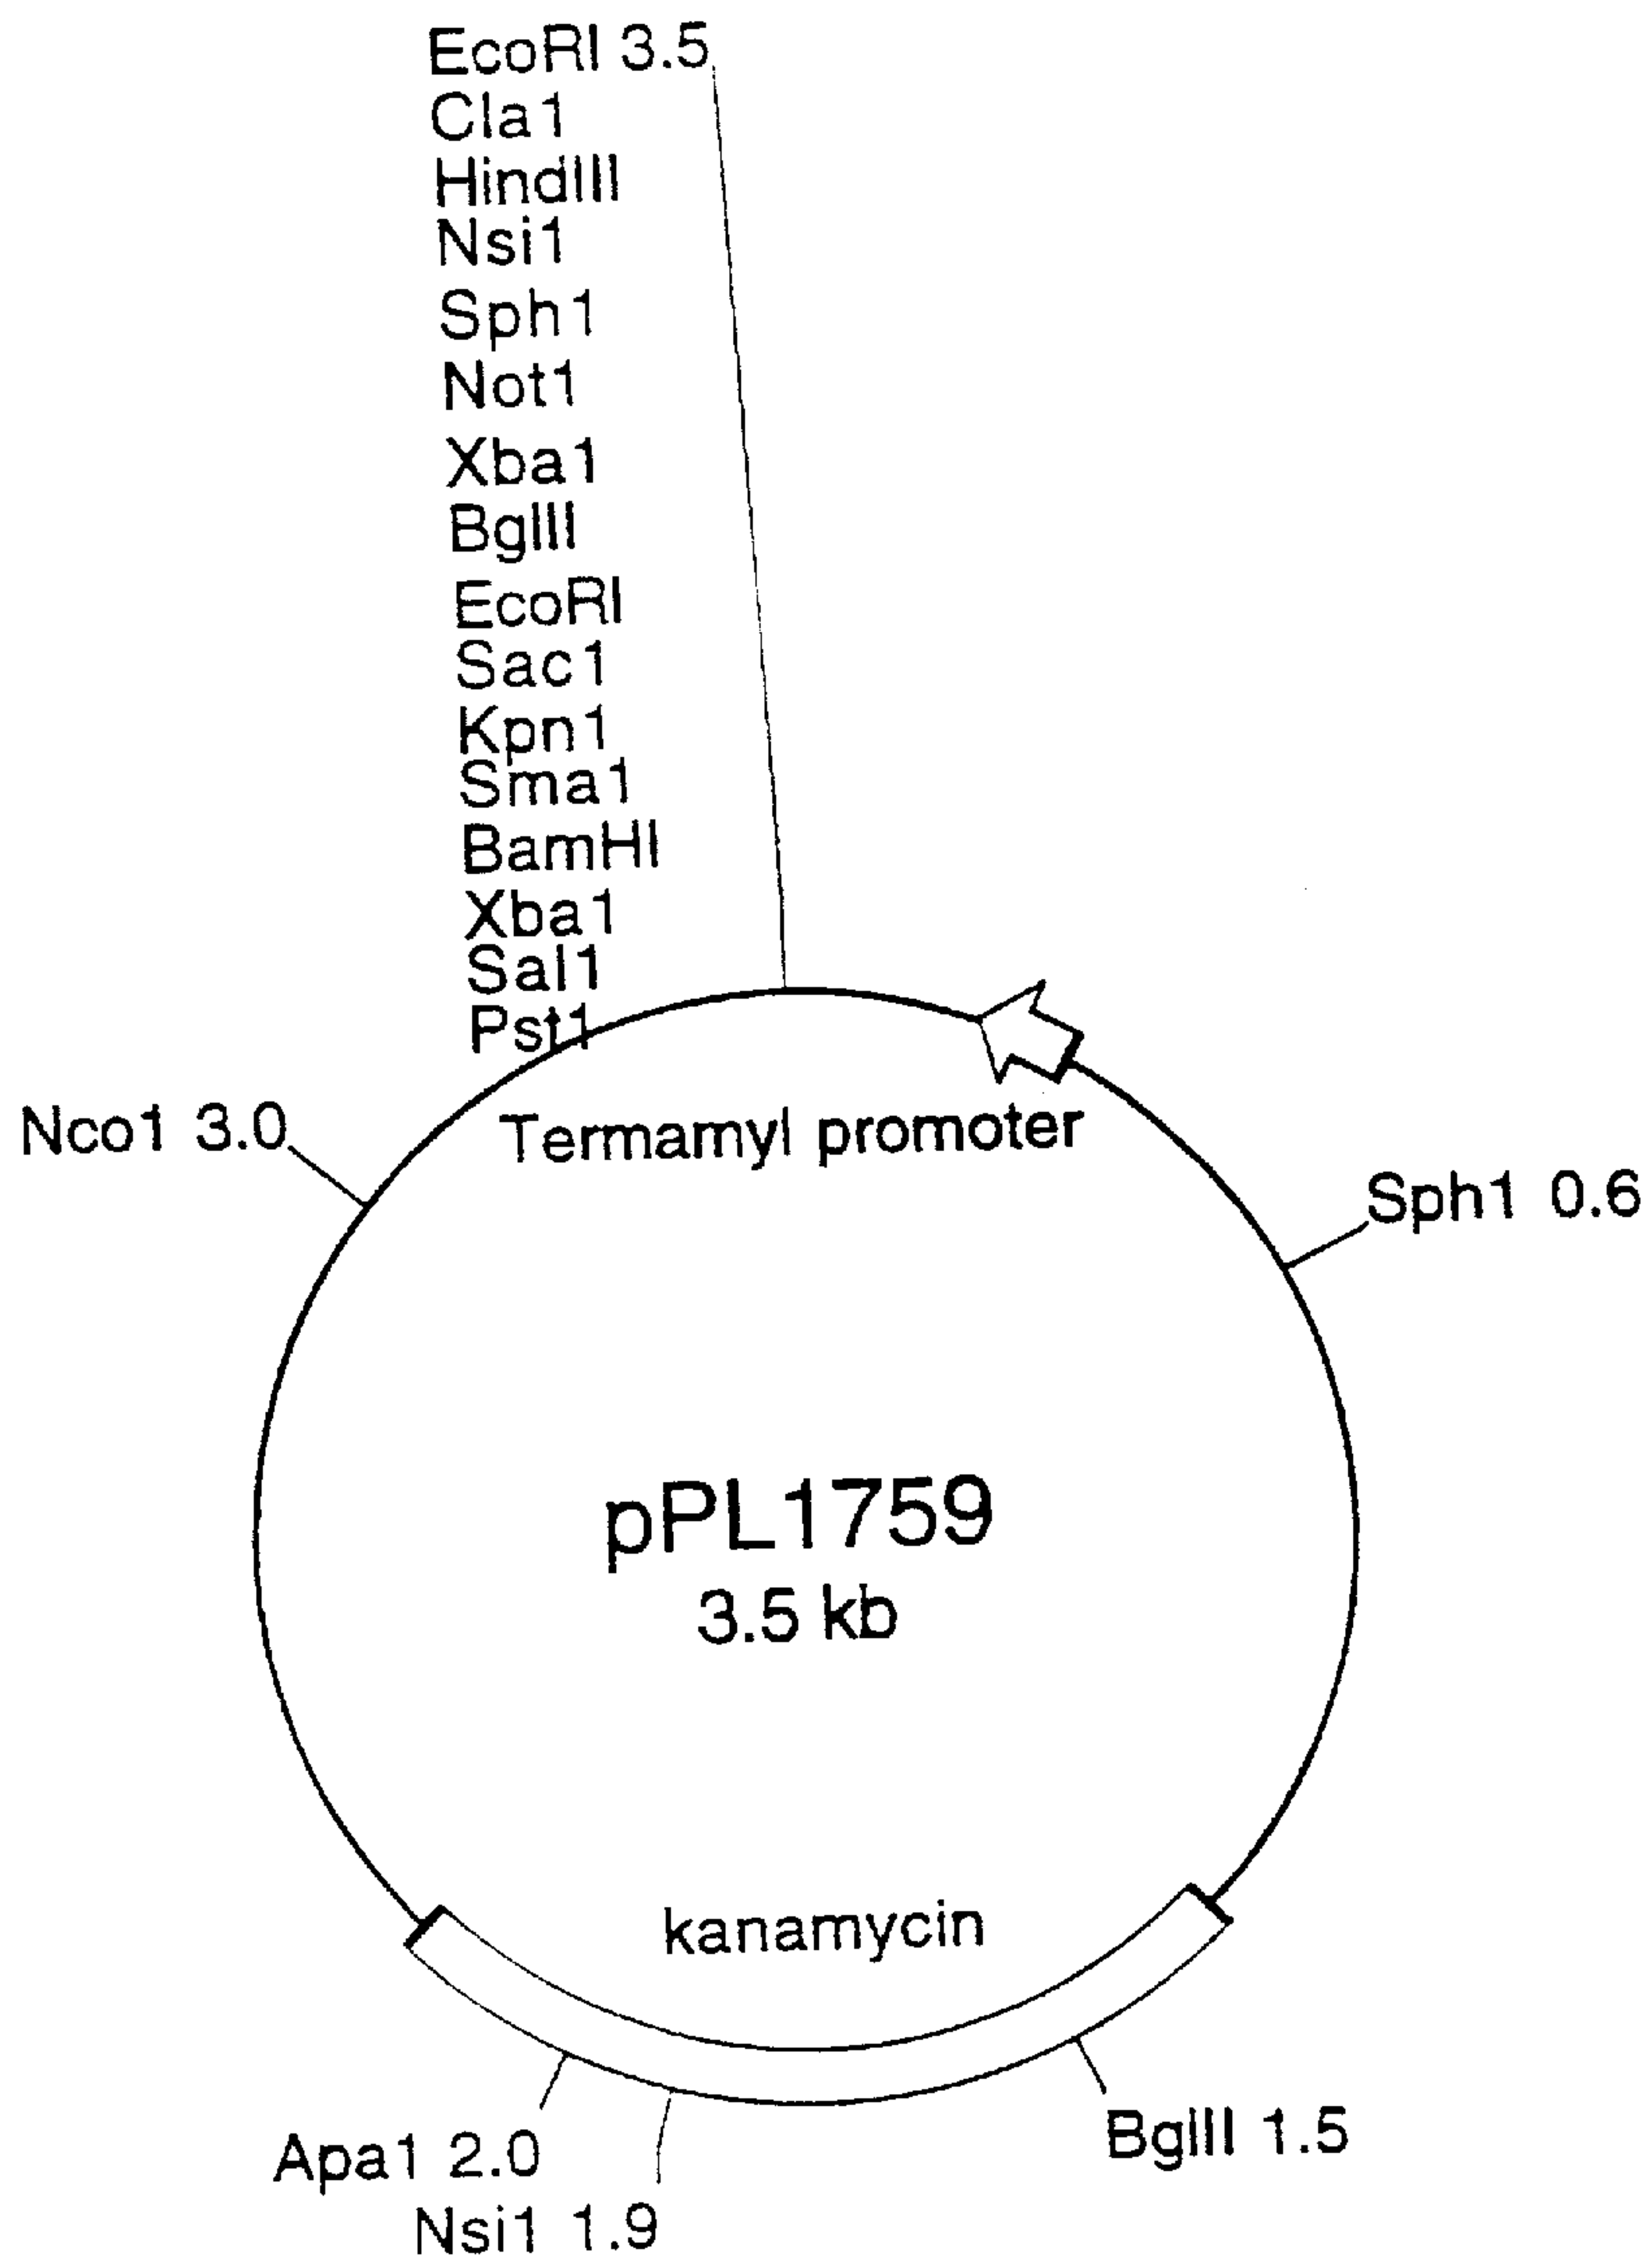 EcoRI 3.5
Cla1
HindIII
Nsi1
Sph1
Not1
Xba1
BglII
EcoRI
Sac1
Kpn1
Sma1
BamHI
Xba1
Sal1
Pst1
Nco1 3.0
Termamyl promoter
Sph1 0.6
pPL1759
3.5 kb
kanamycin
Apa1 2.0
BglII 1.5
Nsi1 1.9